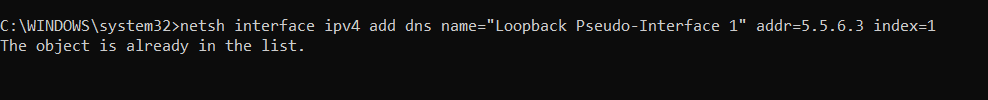 C:\WINDOWS\system32>netsh interface ipv4 add dns name="Loopback Pseudo-Interface 1" addr=5.5.6.3 index=1
The object is already in the list.